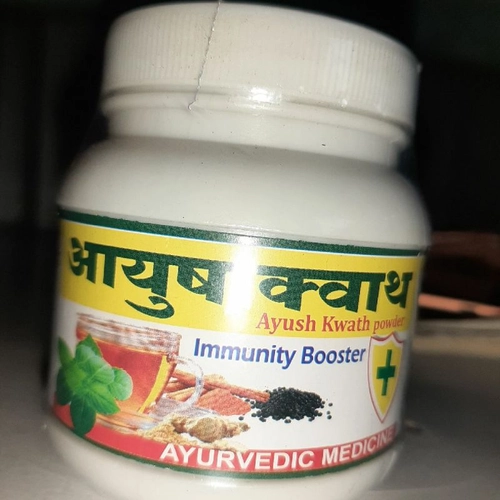 आयुष क्वाथ
Ayush Kwath powder
Immunity Booster
AYURVEDIC MEDICINE